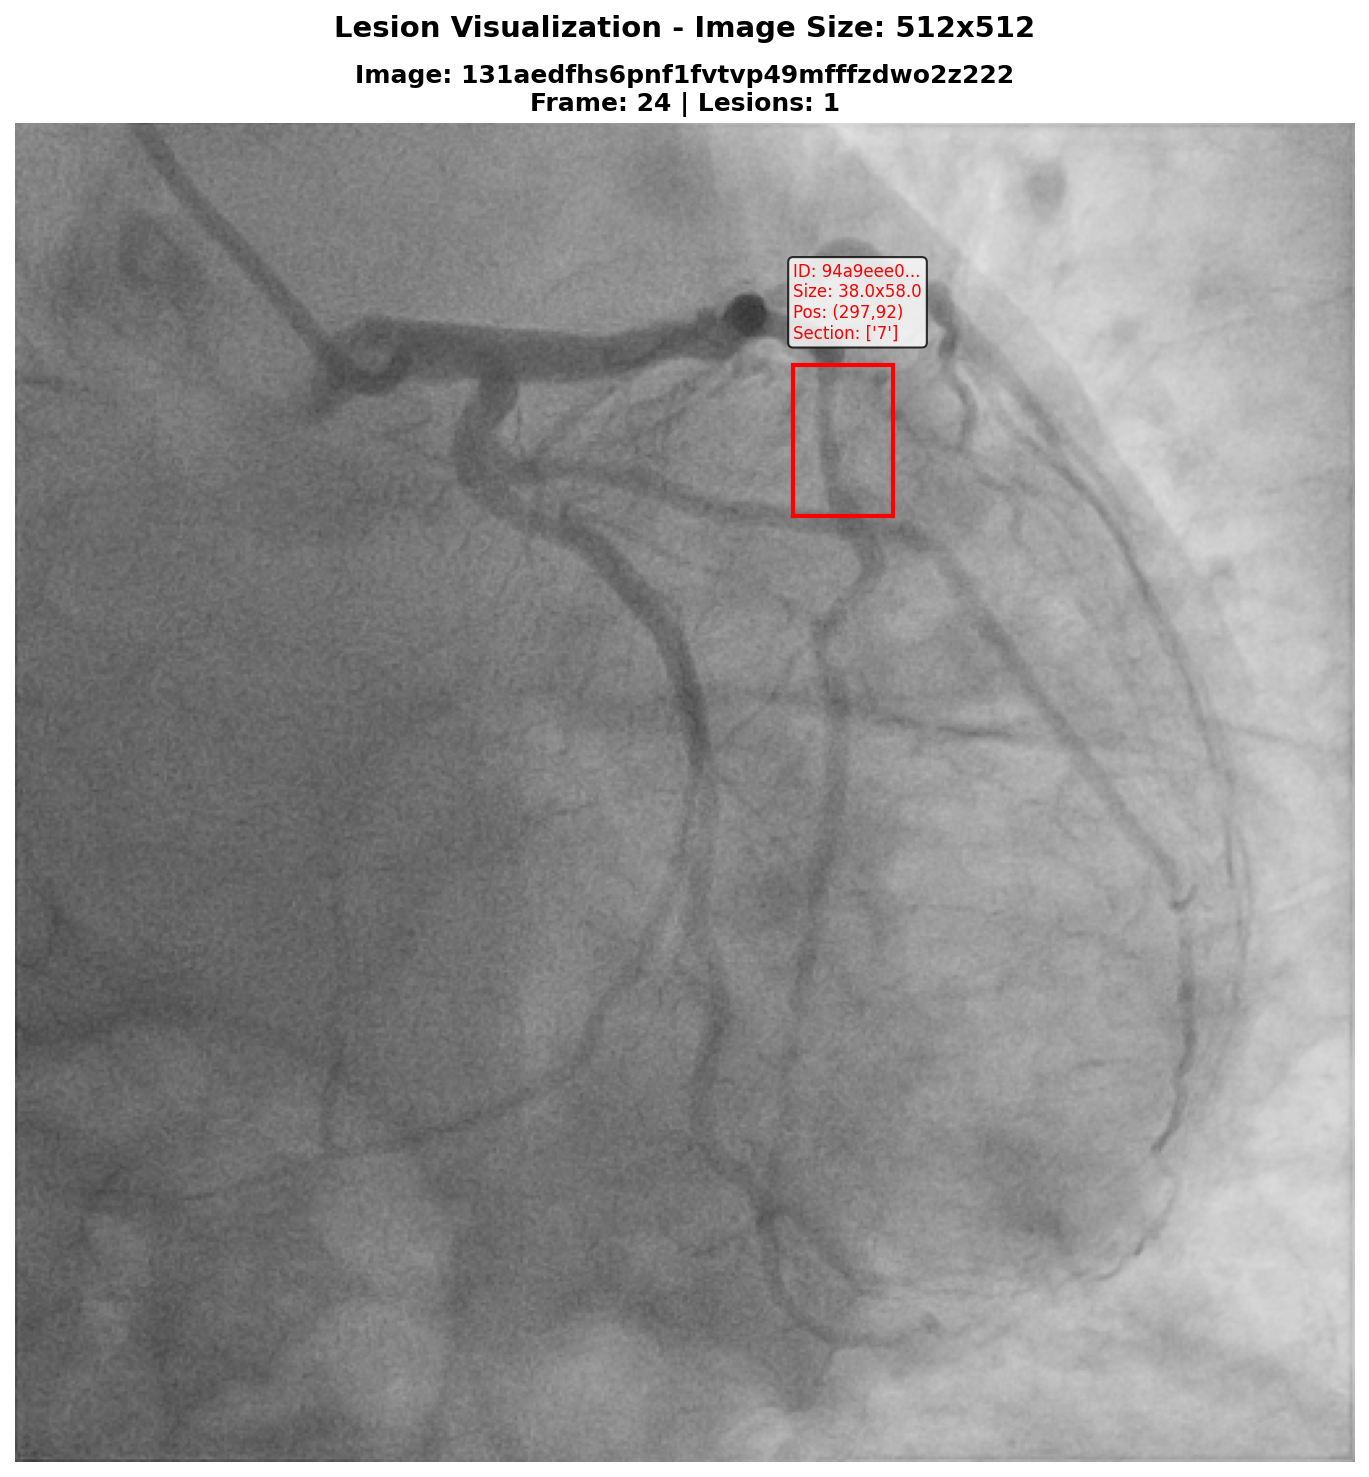 Lesion Visualization - Image Size: 512x512
Image: 131aedfhs6pnf1fvtvp49mfffzdwo2z222
Frame: 24 | Lesions: 1
ID: 94a9eee0...
Size: 38.0x58.0
Pos: (297,92)
Section: ['7']